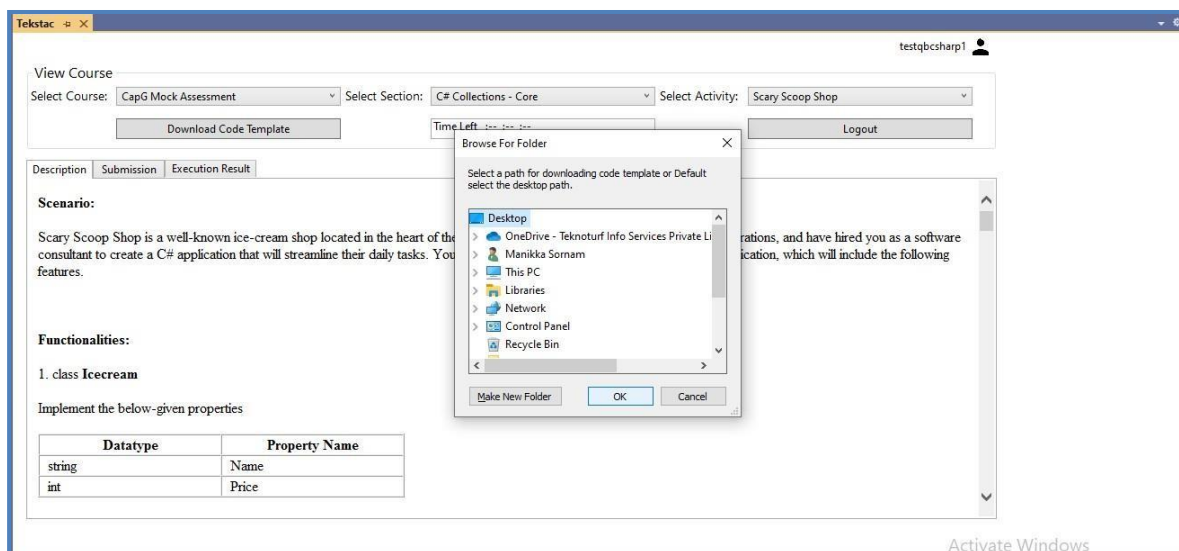 Tekstac
testqbcsharp1
View Course
Select Course: CapG Mock Assessment Select Section: C# Collections - Core Select Activity: Scary Scoop Shop
Download Code Template Time Left :-- :-- :-- Logout
Browse For Folder
Select a path for downloading code template or Default
select the desktop path.
Desktop
OneDrive - Teknoturf Info Services Private Li
Manikka Sornam
This PC
Libraries
Network
Control Panel
Recycle Bin
Make New Folder OK Cancel
Description Submission Execution Result
Scenario:
Scary Scoop Shop is a well-known ice-cream shop located in the heart of the rations, and have hired you as a software
consultant to create a C# application that will streamline their daily tasks. You ication, which will include the following
features.
Functionalities:
1. class Icecream
Implement the below-given properties
Datatype Property Name
string Name
int Price
Activate Windows